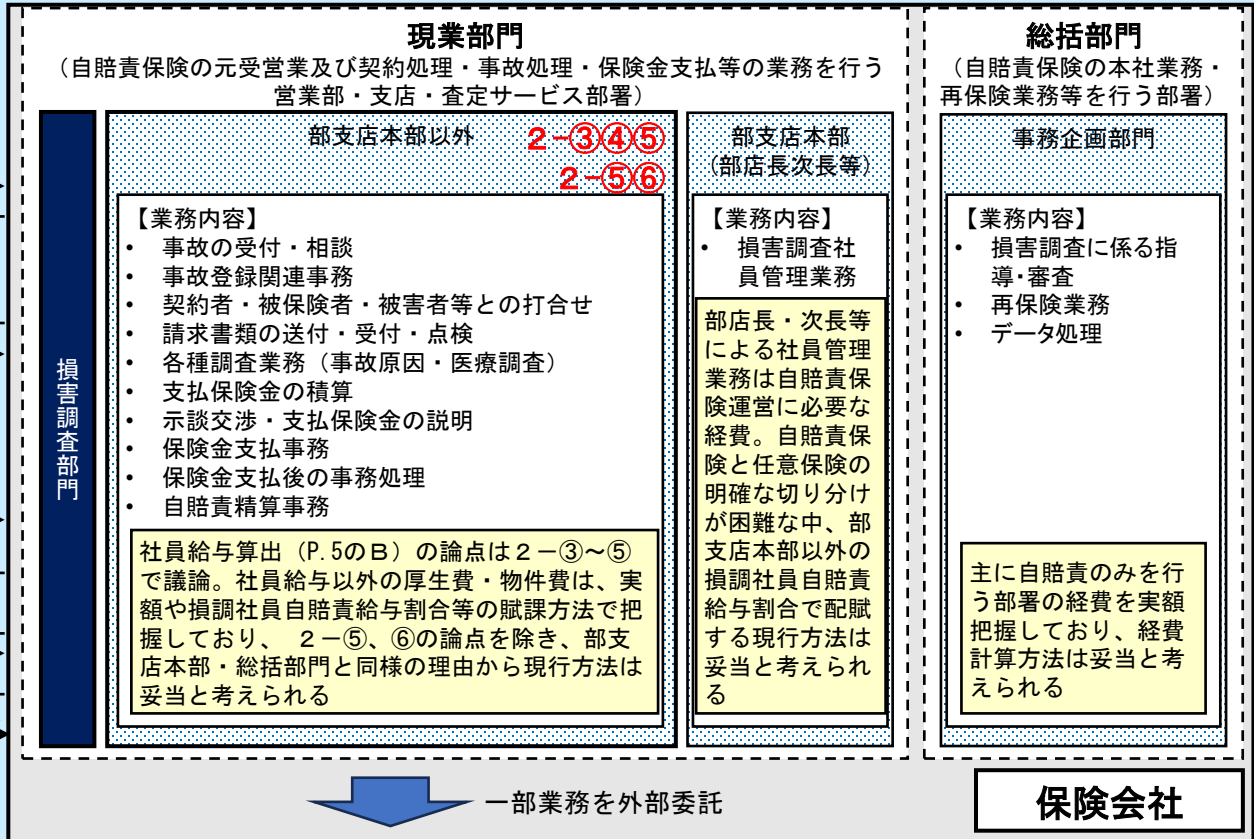 現業部門
（自賠責保険の元受営業及び契約処理・事故処理・保険金支払等の業務を行う
営業部・支店・査定サービス部署）
総括部門
（自賠責保険の本社業務・
再保険業務等を行う部署）
損害調査部門
部支店本部以外
２-③④⑤
２-⑤⑥
【業務内容】
• 事故の受付・相談
• 事故登録関連事務
• 契約者・被保険者・被害者等との打合せ
• 請求書類の送付・受付・点検
• 各種調査業務（事故原因・医療調査）
• 支払保険金の積算
• 示談交渉・支払保険金の説明
• 保険金支払事務
• 保険金支払後の事務処理
• 自賠責精算事務
社員給与算出（P.5のＢ）の論点は２－③～⑤
で議論。社員給与以外の厚生費・物件費は、実
額や損調社員自賠責給与割合等の賦課方法で把
握しており、 ２－⑤、⑥の論点を除き、部支
店本部・総括部門と同様の理由から現行方法は
妥当と考えられる
部支店本部
（部店長次長等）
【業務内容】
• 損害調査社
員管理業務
部店長・次長等
による社員管理
業務は自賠責保
険運営に必要な
経費。自賠責保
険と任意保険の
明確な切り分け
が困難な中、部
支店本部以外の
損調社員自賠責
給与割合で配賦
する現行方法は
妥当と考えられ
る
事務企画部門
【業務内容】
• 損害調査に係る指
導・審査
• 再保険業務
• データ処理
主に自賠責のみを行
う部署の経費を実額
把握しており、経費
計算方法は妥当と考
えられる
一部業務を外部委託
保険会社